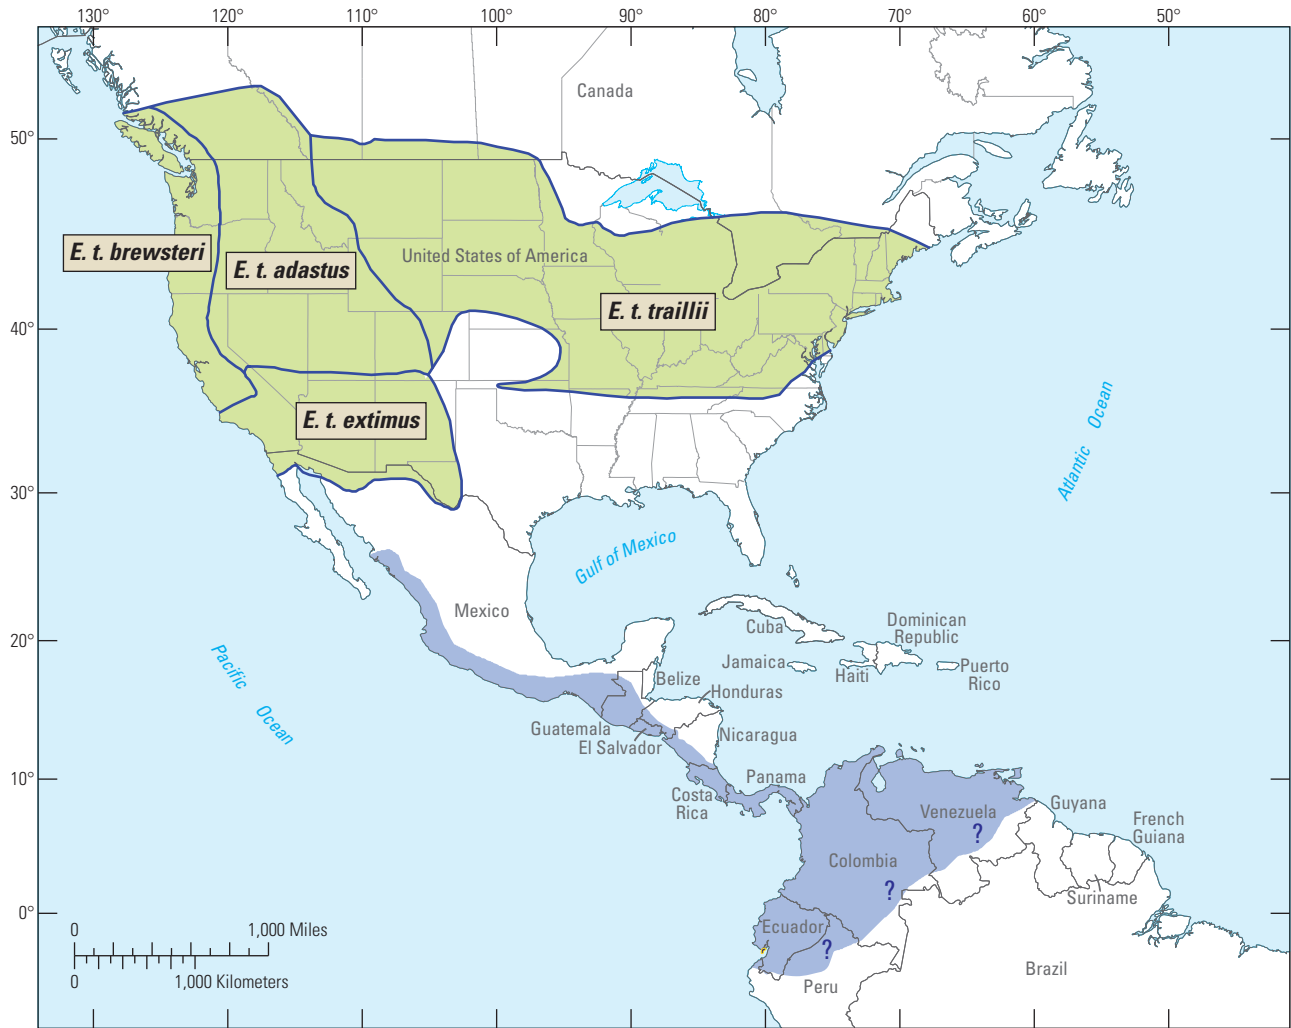 130° 120° 110° 100° 90° 80° 70° 60° 50°
Canada
50°
E. t. brewsteri
E. t. adastus
United States of America
E. t. traillii
40°
E. t. extimus
Atlantic Ocean
30°
Gulf of Mexico
Mexico
20°
Cuba
Dominican
Republic
Jamaica
Haiti
Puerto
Rico
Pacific
Ocean
Belize
Honduras
Guatemala
El Salvador
Nicaragua
10°
Panama
Costa
Rica
Venezuela
?
Guyana
French
Guiana
Colombia
?
Suriname
0°
Ecuador
?
Peru
Brazil
0 1,000 Miles
0 1,000 Kilometers